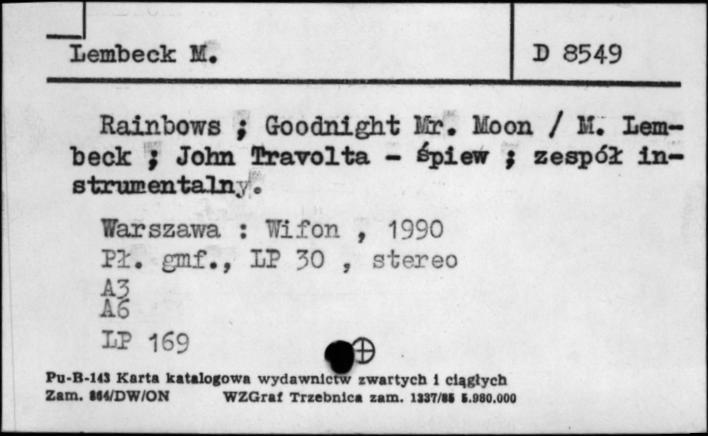 Lembeck M.
D 8549
Rainbows ; Goodnight Mr. Moon / M. Lem-
beck ; John Travolta - śpiew ; zespół in-
strumentalny.
Warszawa : Wifon , 1990
Pł. gmf., LP 30 , stereo
A3
A6
LP 169
Pu-B-143 Karta katalogowa wydawnictw zwartych i ciągłych
Zam. 864/DW/ON WZGraf Trzebnica zam. 1337/85 5.980.000